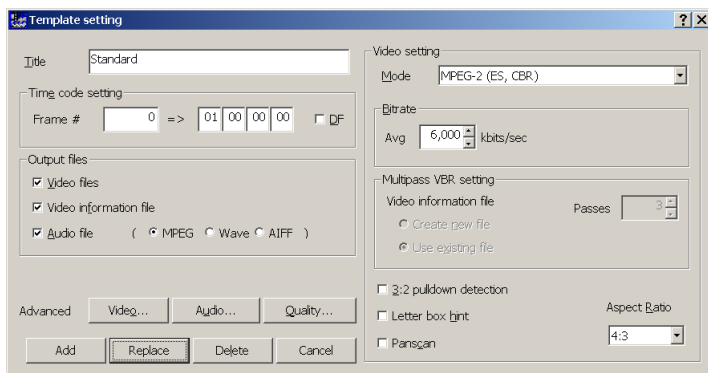 Template setting
Title Standard
Time code setting
Frame # 0 => 01 00 00 00 DF
Output files
Video files
Video information file
Audio file ( MPEG Wave AIFF )
Advanced Video... Audio... Quality...
Add Replace Delete Cancel
Video setting
Mode MPEG-2 (ES, CBR)
Bitrate
Avg 6,000 kbits/sec
Multipass VBR setting
Video information file
Passes 3
Create new file
Use existing file
3:2 pulldown detection
Letter box hint
Panscan
Aspect Ratio
4:3